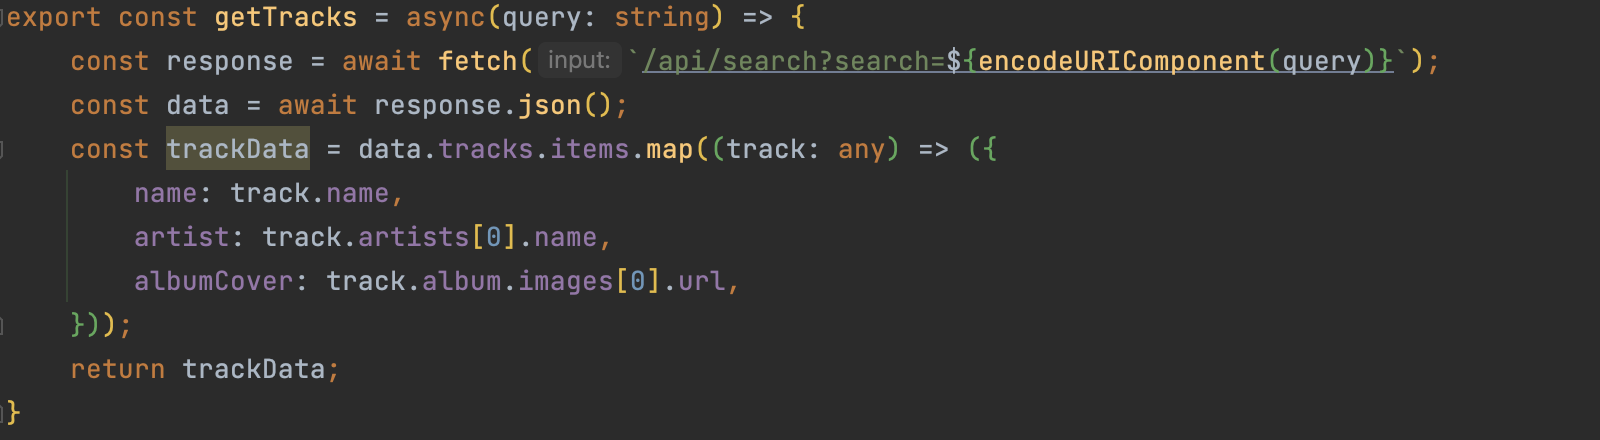 export const getTracks = async(query: string) => {
    const response = await fetch( input: `/api/search?search=${encodeURIComponent(query)}`);
    const data = await response.json();
    const trackData = data.tracks.items.map((track: any) => ({
        name: track.name,
        artist: track.artists[0].name,
        albumCover: track.album.images[0].url,
    }));
    return trackData;
}